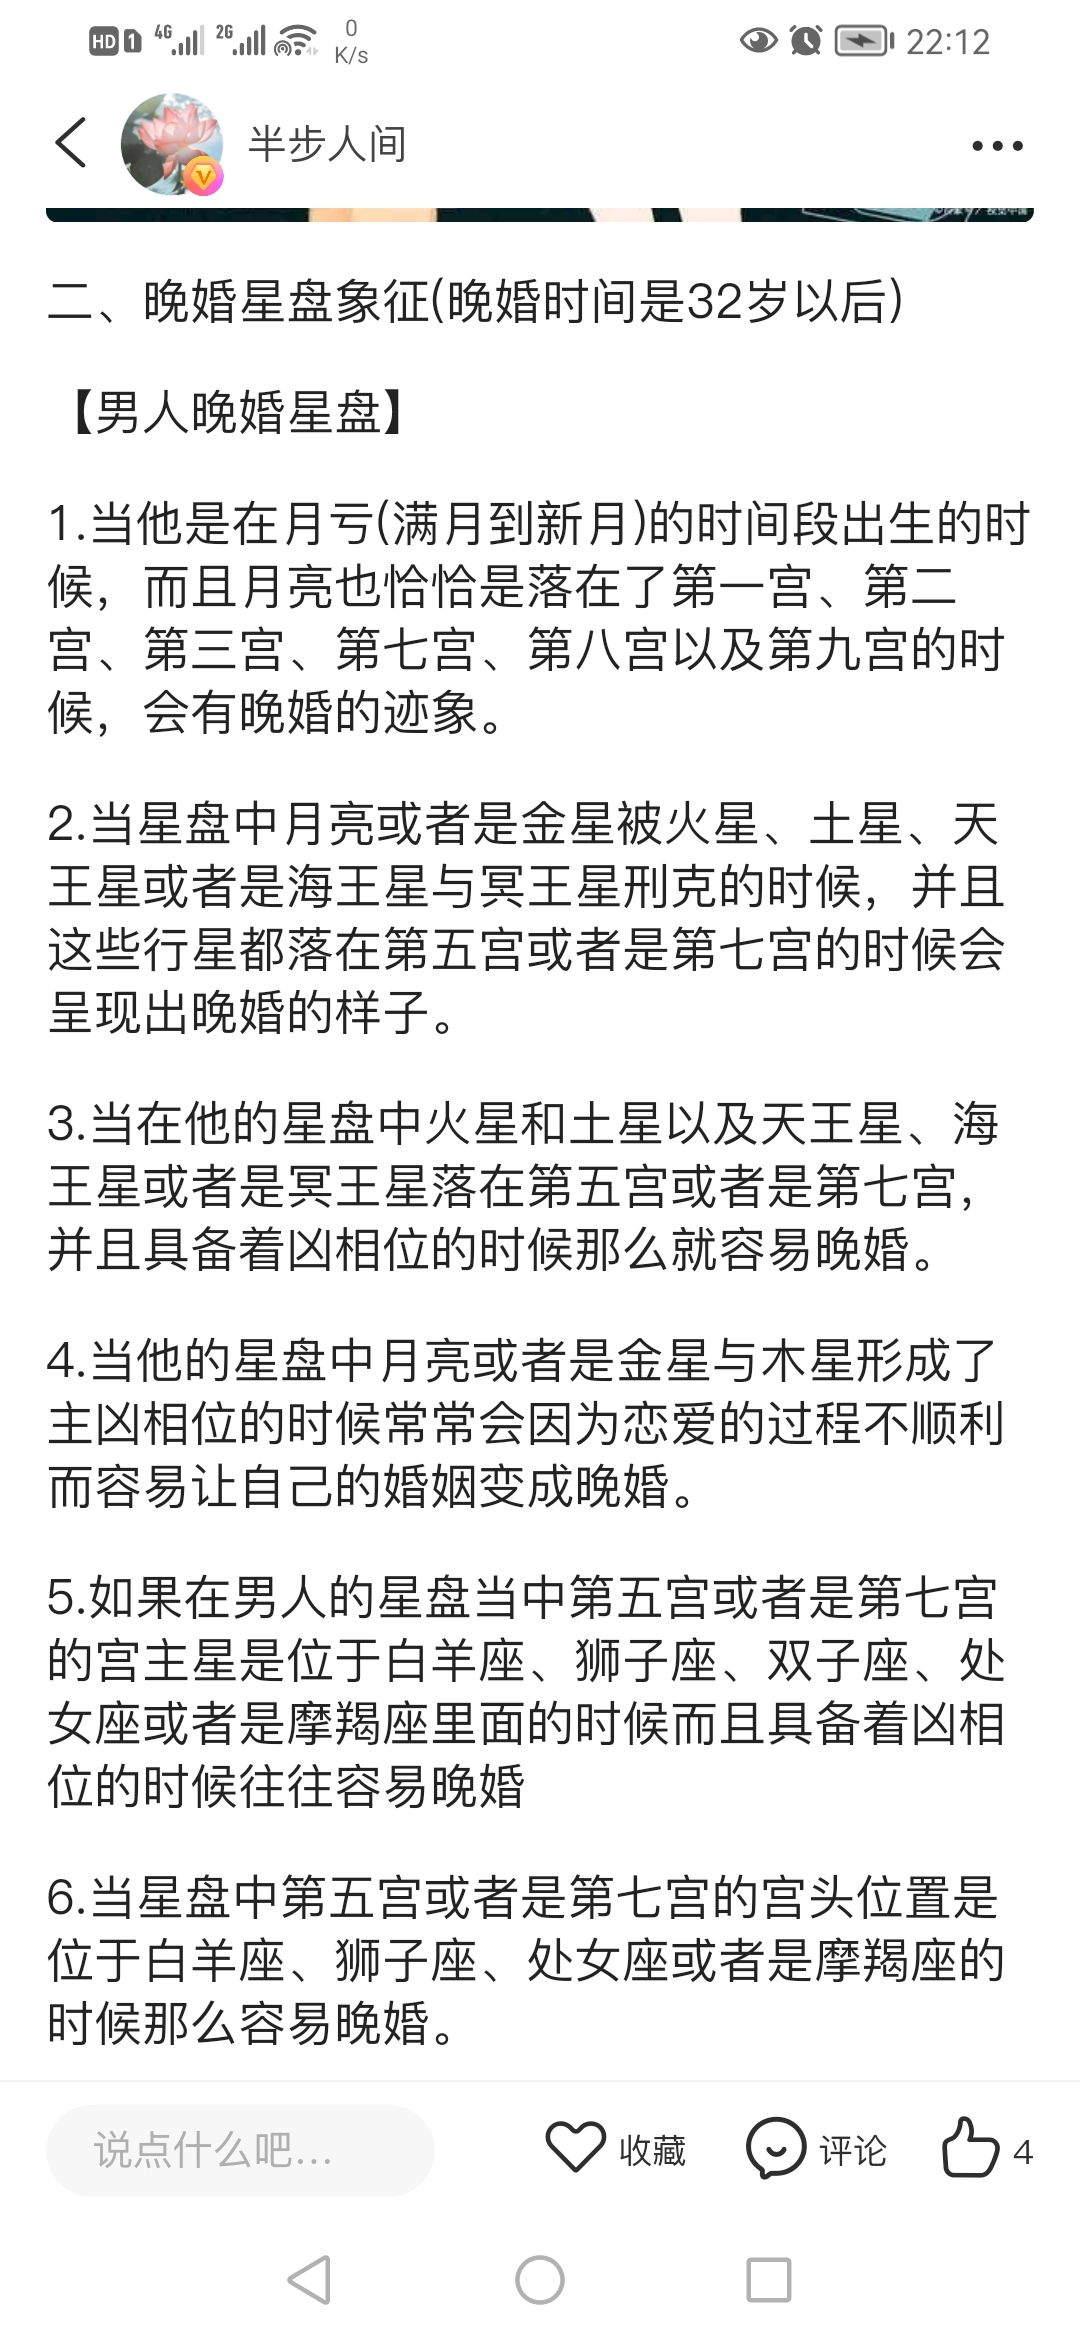 HD 1 4G 2G 0 K/s 22:12
半步人间
二、晚婚星盘象征(晚婚时间是32岁以后)
【男人晚婚星盘】
1.当他是在月亏(满月到新月)的时间段出生的时
候，而且月亮也恰恰是落在了第一宫、第二
宫、第三宫、第七宫、第八宫以及第九宫的时
候，会有晚婚的迹象。
2.当星盘中月亮或者是金星被火星、土星、天
王星或者是海王星与冥王星刑克的时候，并且
这些行星都落在第五宫或者是第七宫的时候会
呈现出晚婚的样子。
3.当在他的星盘中火星和土星以及天王星、海
王星或者是冥王星落在第五宫或者是第七宫，
并且具备着凶相位的时候那么就容易晚婚。
4.当他的星盘中月亮或者是金星与木星形成了
主凶相位的时候常常会因为恋爱的过程不顺利
而容易让自己的婚姻变成晚婚。
5.如果在男人的星盘当中第五宫或者是第七宫
的宫主星是位于白羊座、狮子座、双子座、处
女座或者是摩羯座里面的时候而且具备着凶相
位的时候往往容易晚婚
6.当星盘中第五宫或者是第七宫的宫头位置是
位于白羊座、狮子座、处女座或者是摩羯座的
时候那么容易晚婚。
说点什么吧... 收藏 评论 4